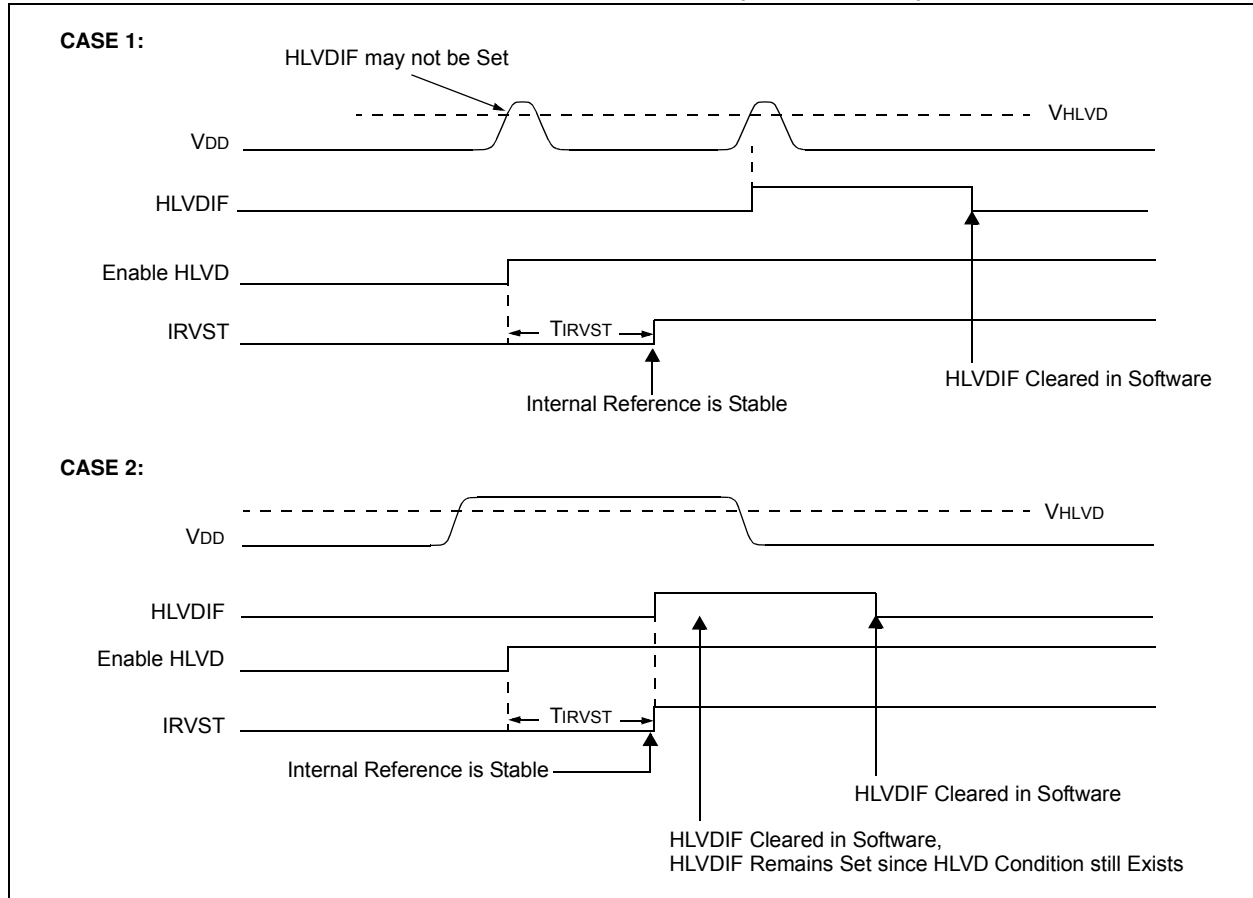 CASE 1:
HLVDIF may not be Set
VHLVD
VDD
HLVDIF
Enable HLVD
IRVST
TIRVST
HLVDIF Cleared in Software
Internal Reference is Stable
CASE 2:
VHLVD
VDD
HLVDIF
Enable HLVD
IRVST
TIRVST
Internal Reference is Stable
HLVDIF Cleared in Software
HLVDIF Cleared in Software,
HLVDIF Remains Set since HLVD Condition still Exists